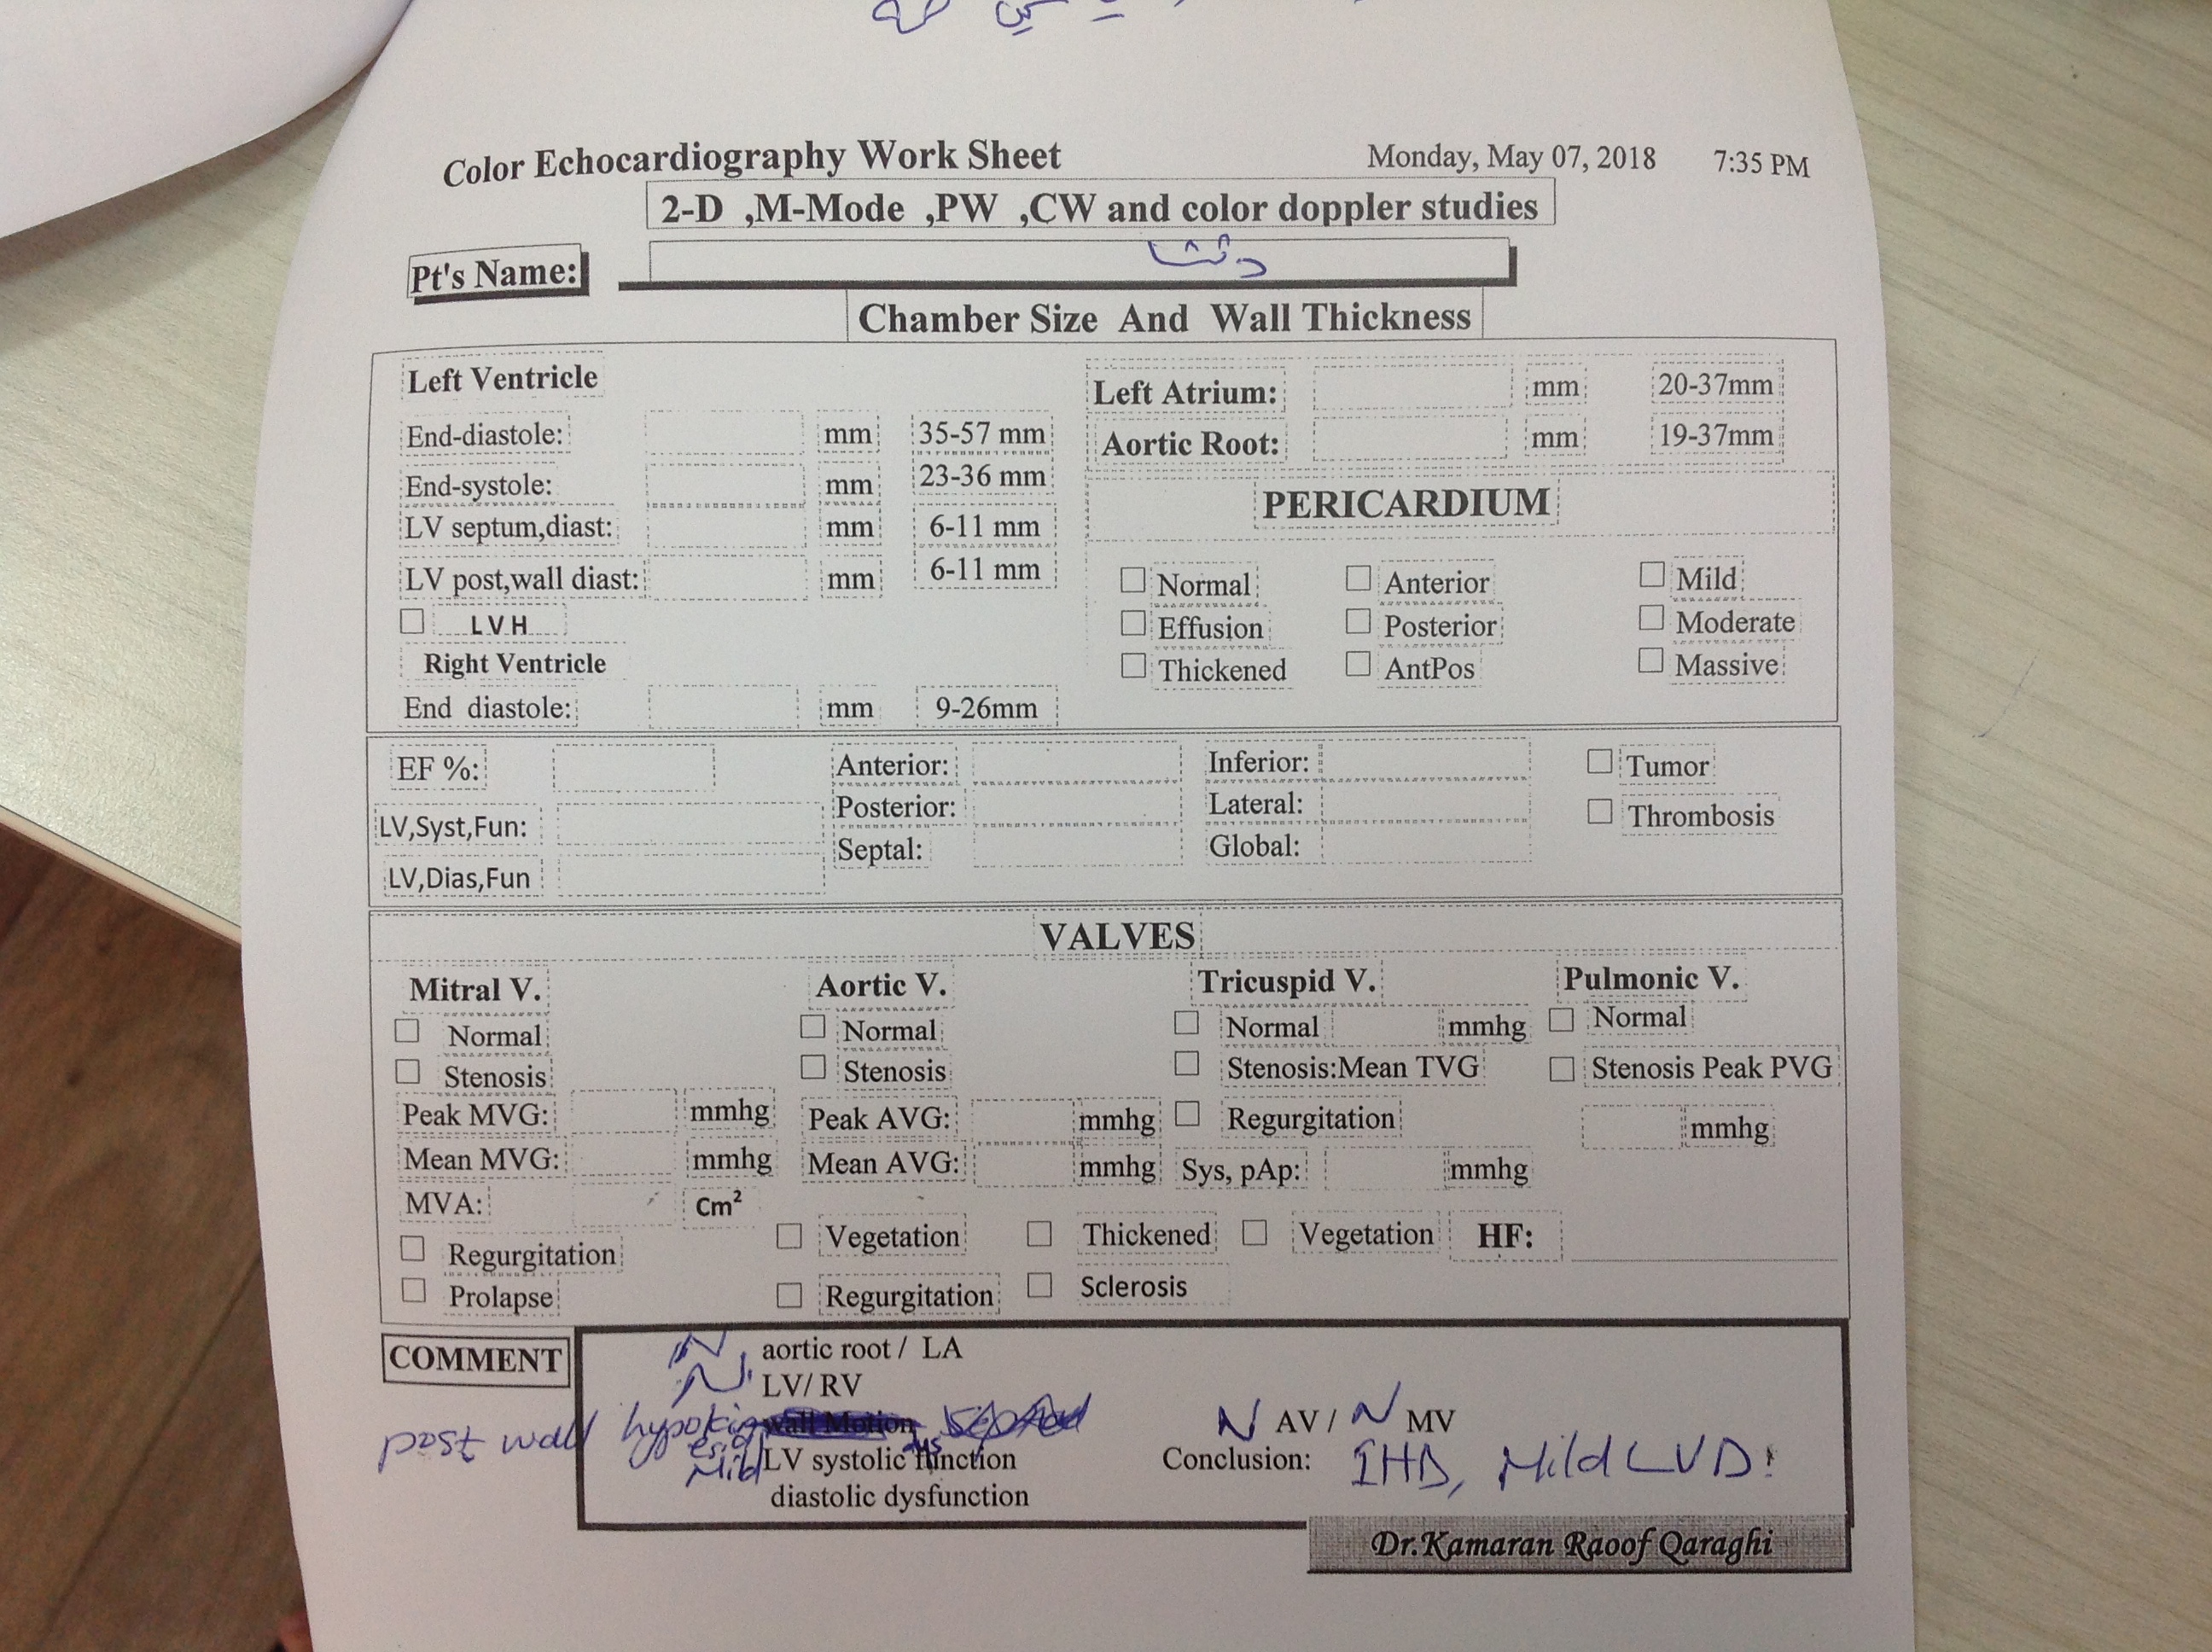 Color Echocardiography Work Sheet Monday, May 07, 2018 7:35 PM
2-D ,M-Mode ,PW ,CW and color doppler studies
Pt's Name:
Chamber Size And Wall Thickness
Left Ventricle
End-diastole: mm 35-57 mm
End-systole: mm 23-36 mm
LV septum,diast: mm 6-11 mm
LV post,wall diast: mm 6-11 mm
LVH
Right Ventricle
End diastole: mm 9-26mm
Left Atrium: mm 20-37mm
Aortic Root: mm 19-37mm
PERICARDIUM
Normal Anterior Mild
Effusion Posterior Moderate
Thickened AntPos Massive
EF %: Anterior: Inferior: Tumor
LV,Syst,Fun: Posterior: Lateral: Thrombosis
LV,Dias,Fun Septal: Global:
VALVES
Mitral V. Aortic V. Tricuspid V. Pulmonic V.
Normal Normal Normal mmhg Normal
Stenosis Stenosis Stenosis:Mean TVG Stenosis Peak PVG
Peak MVG: mmhg Peak AVG: mmhg Regurgitation mmhg
Mean MVG: mmhg Mean AVG: mmhg Sys, pAp: mmhg
MVA: Cm²
Vegetation Thickened Vegetation HF:
Regurgitation
Prolapse Regurgitation Sclerosis
COMMENT
N aortic root / LA
N LV/ RV
post wall hypokinesia wall Motion
N AV / N MV
Mild LV systolic dysfunction
Conclusion: IHD, Mild LVD.
diastolic dysfunction
Dr.Kamaran Raoof Qaraghi